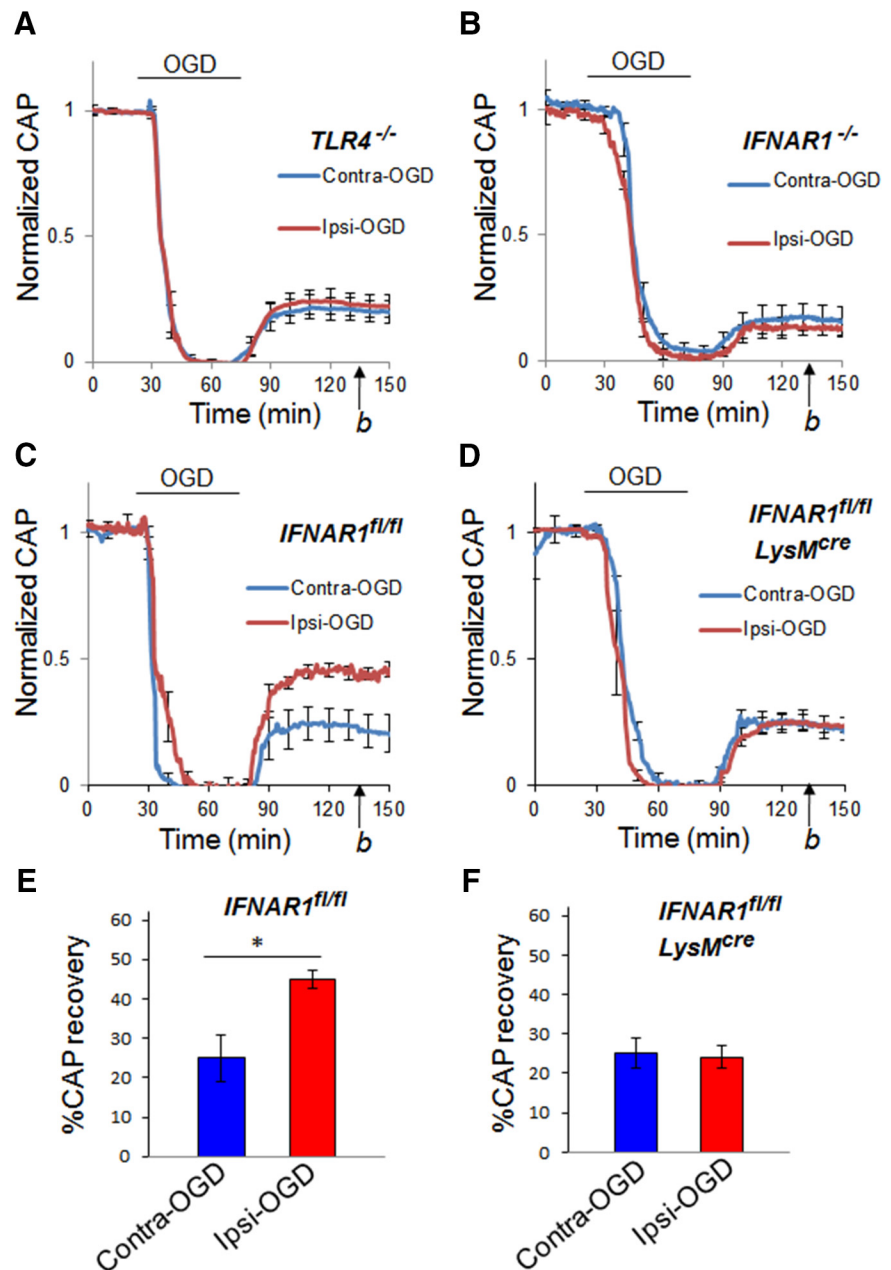 A
OGD
Normalized CAP
1
0.5
0
TLR4 -/-
Contra-OGD
Ipsi-OGD
0 30 60 90 120 150
Time (min)
b
B
OGD
Normalized CAP
1
0.5
0
IFNAR1 -/-
Contra-OGD
Ipsi-OGD
0 30 60 90 120 150
Time (min)
b
C
OGD
Normalized CAP
1
0.5
0
IFNAR1fl/fl
Contra-OGD
Ipsi-OGD
0 30 60 90 120 150
Time (min)
b
D
OGD
Normalized CAP
1
0.5
0
IFNAR1fl/fl
LysMcre
Contra-OGD
Ipsi-OGD
0 30 60 90 120 150
Time (min)
b
E
IFNAR1fl/fl
%CAP recovery
60
50
40
30
20
10
0
*
Contra-OGD
Ipsi-OGD
F
IFNAR1fl/fl
LysMcre
%CAP recovery
60
50
40
30
20
10
0
Contra-OGD
Ipsi-OGD